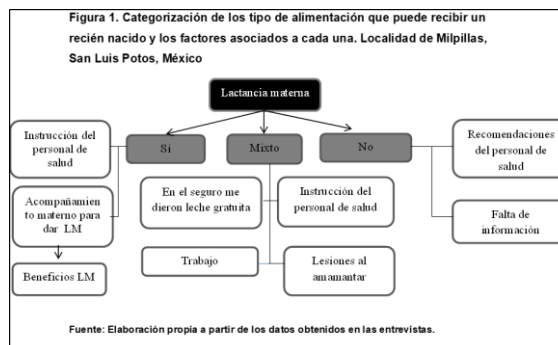 Figura 1. Categorización de los tipo de alimentación que puede recibir un
recién nacido y los factores asociados a cada una. Localidad de Milpillas,
San Luis Potos, México
Lactancia materna
Instrucción del
personal de
salud
Sí
Mixto
No
Recomendaciones
del personal de
salud
Acompañamien
to materno para
dar LM
En el seguro me
dieron leche gratuita
Instrucción del
personal de salud
Falta de
información
Beneficios LM
Trabajo
Lesiones al
amamantar
Fuente: Elaboración propia a partir de los datos obtenidos en las entrevistas.